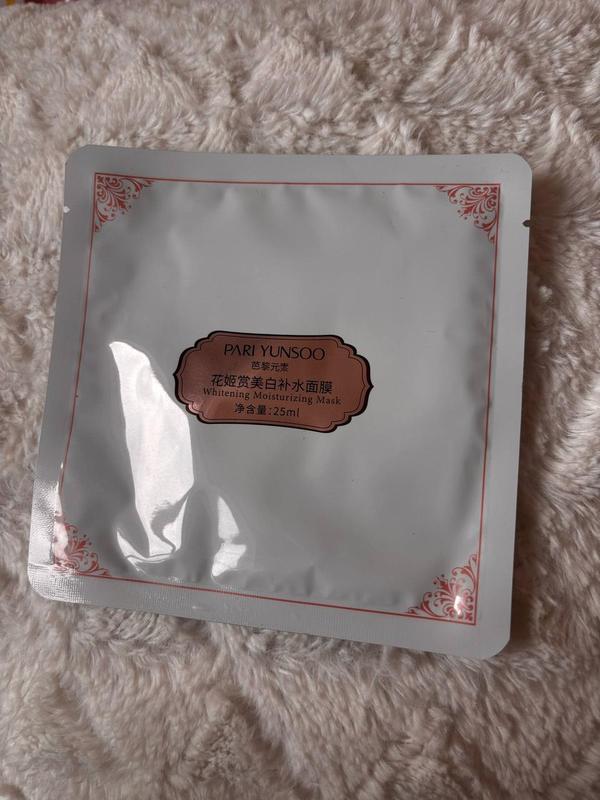 PARI YUNSOO
芭黎元素
花姬赏美白补水面膜
Whitening Moisturizing Mask
净含量:25ml